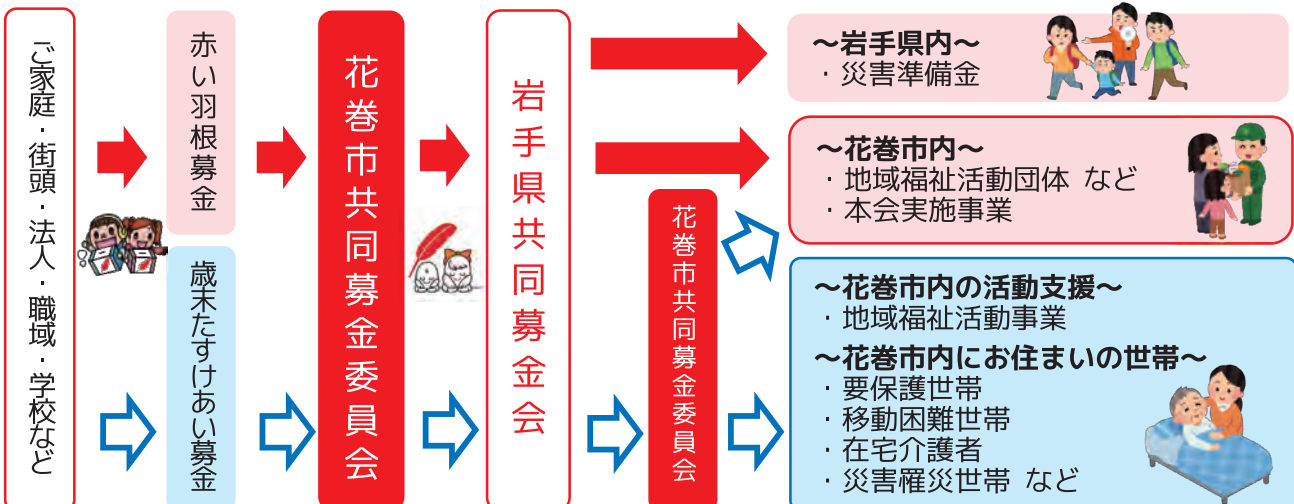 ご家庭・街頭・法人・職域・学校など
赤い羽根募金
歳末たすけあい募金
花巻市共同募金委員会
岩手県共同募金会
花巻市共同募金委員会
～岩手県内～
・災害準備金
～花巻市内～
・地域福祉活動団体 など
・本会実施事業
～花巻市内の活動支援～
・地域福祉活動事業
～花巻市内にお住まいの世帯～
・要保護世帯
・移動困難世帯
・在宅介護者
・災害罹災世帯 など